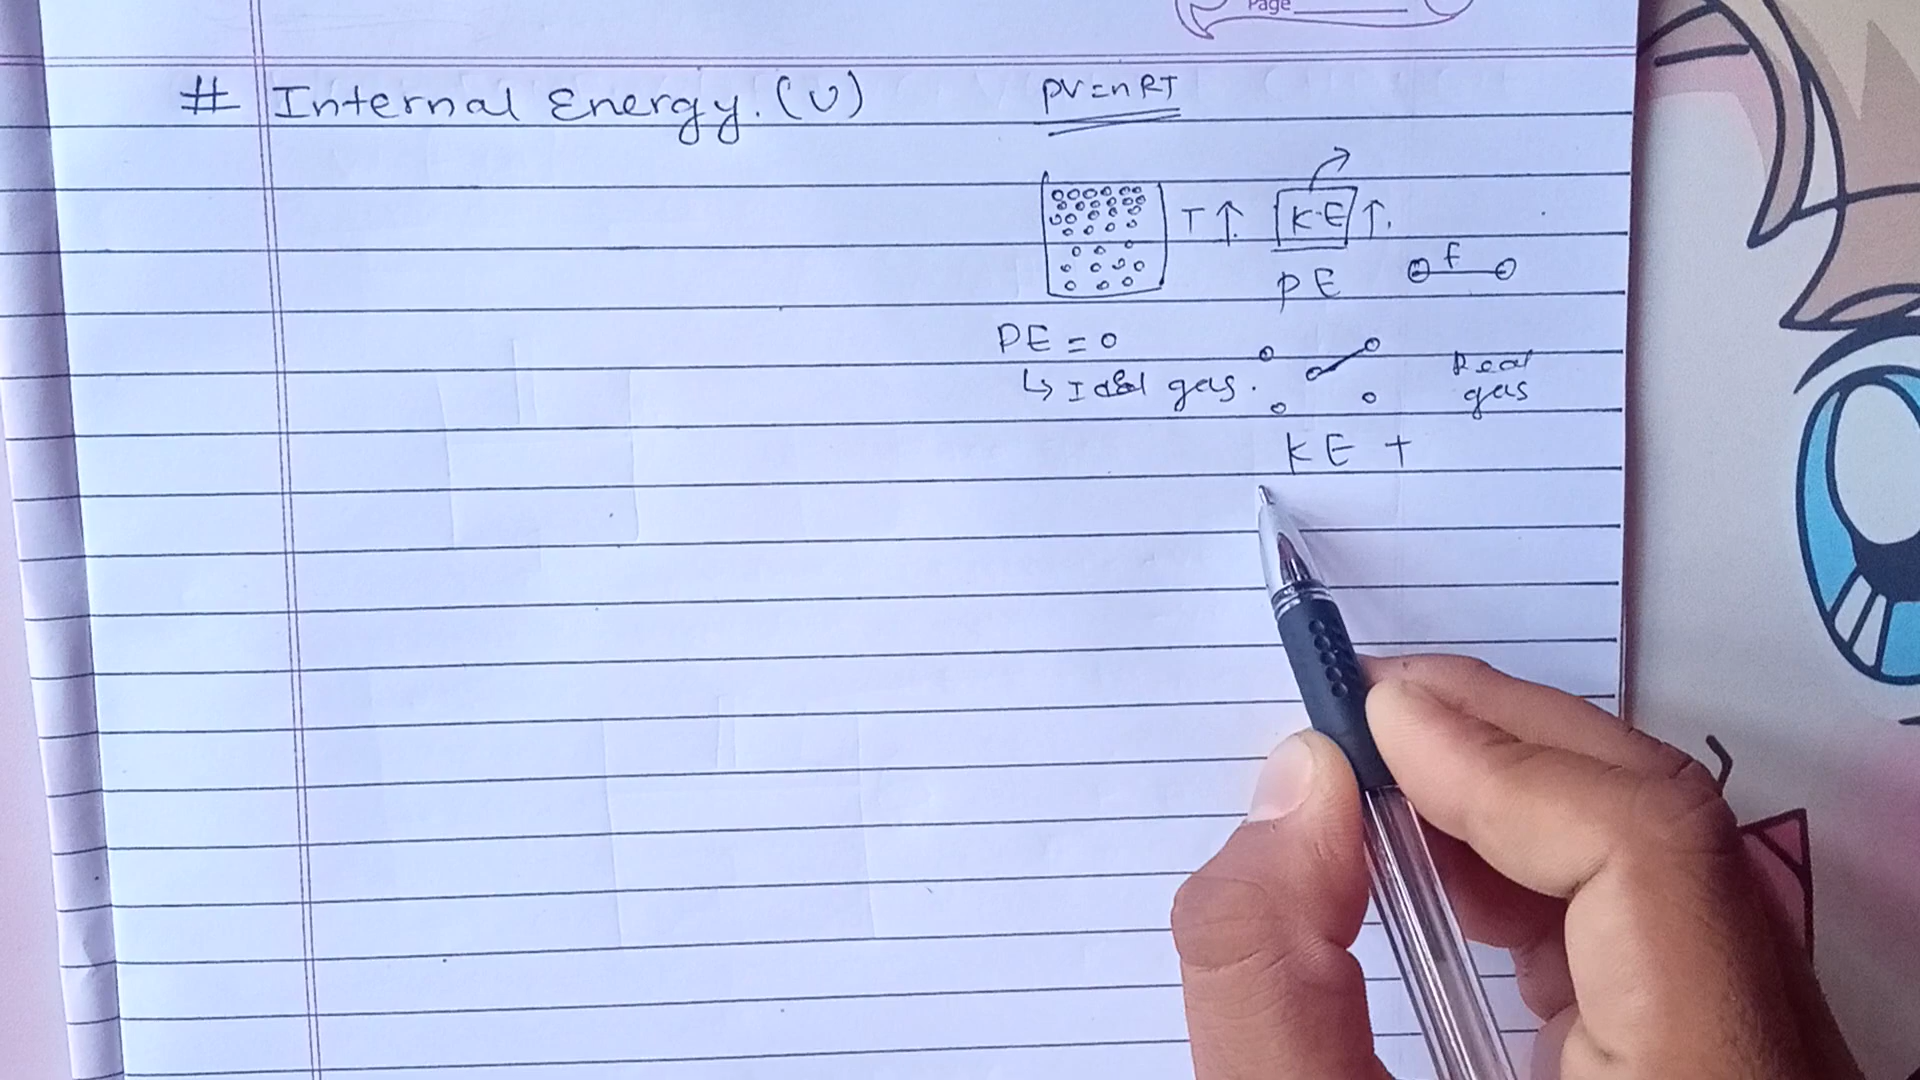 Page
# Internal Energy. (U)
PV=nRT
T↑ K·E ↑.
PE
f
PE = 0
↳ Ideal gas.
Real
gas
KE +